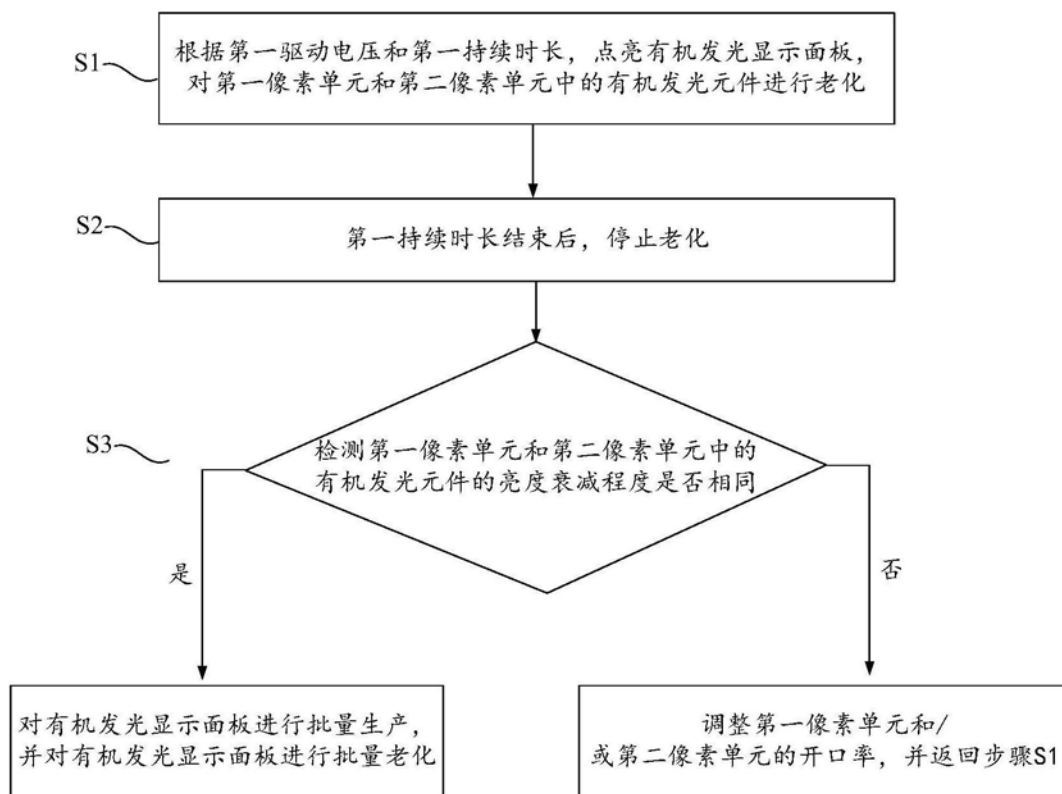 S1
根据第一驱动电压和第一持续时长，点亮有机发光显示面板，
对第一像素单元和第二像素单元中的有机发光元件进行老化
S2
第一持续时长结束后，停止老化
S3
检测第一像素单元和第二像素单元中的
有机发光元件的亮度衰减程度是否相同
是
否
对有机发光显示面板进行批量生产，
并对有机发光显示面板进行批量老化
调整第一像素单元和/
或第二像素单元的开口率，并返回步骤S1